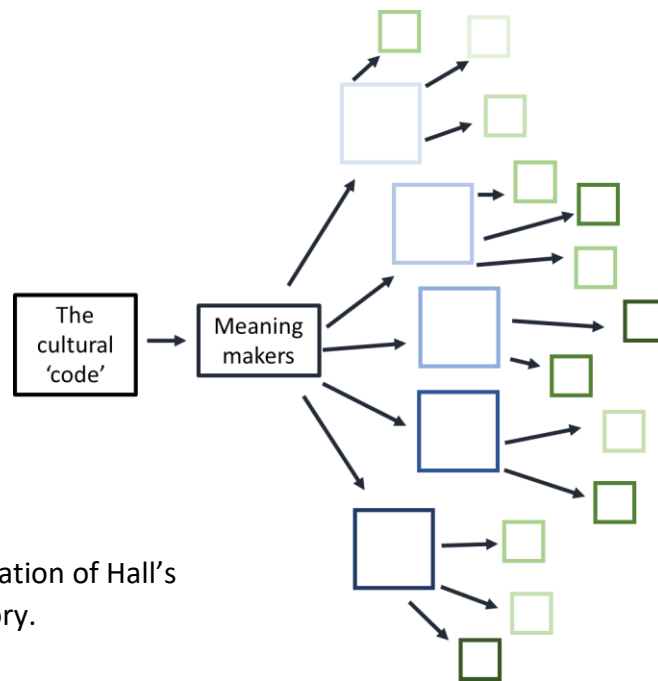 The
cultural
‘code’
Meaning
makers
ation of Hall’s
ory.